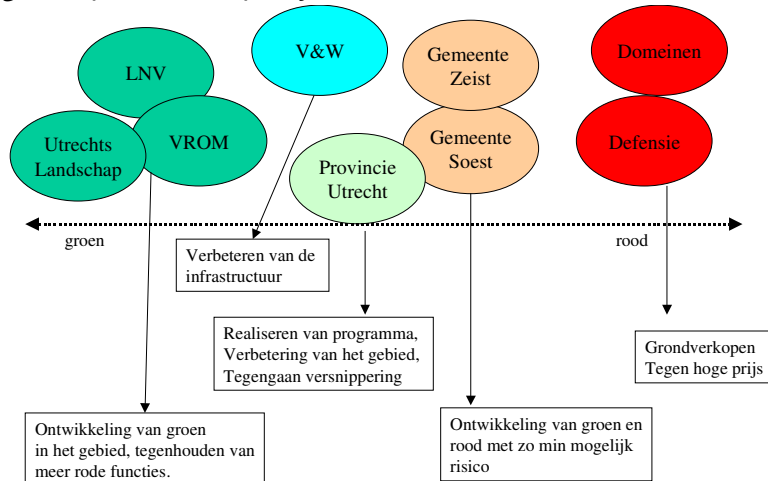 LNV
V&W
Gemeente
Zeist
Domeinen
Utrechts
Landschap
VROM
Provincie
Utrecht
Gemeente
Soest
Defensie
groen
rood
Verbeteren van de
infrastructuur
Realiseren van programma,
Verbetering van het gebied,
Tegengaan versnippering
Grondverkopen
Tegen hoge prijs
Ontwikkeling van groen
in het gebied, tegenhouden van
meer rode functies.
Ontwikkeling van groen en
rood met zo min mogelijk
risico